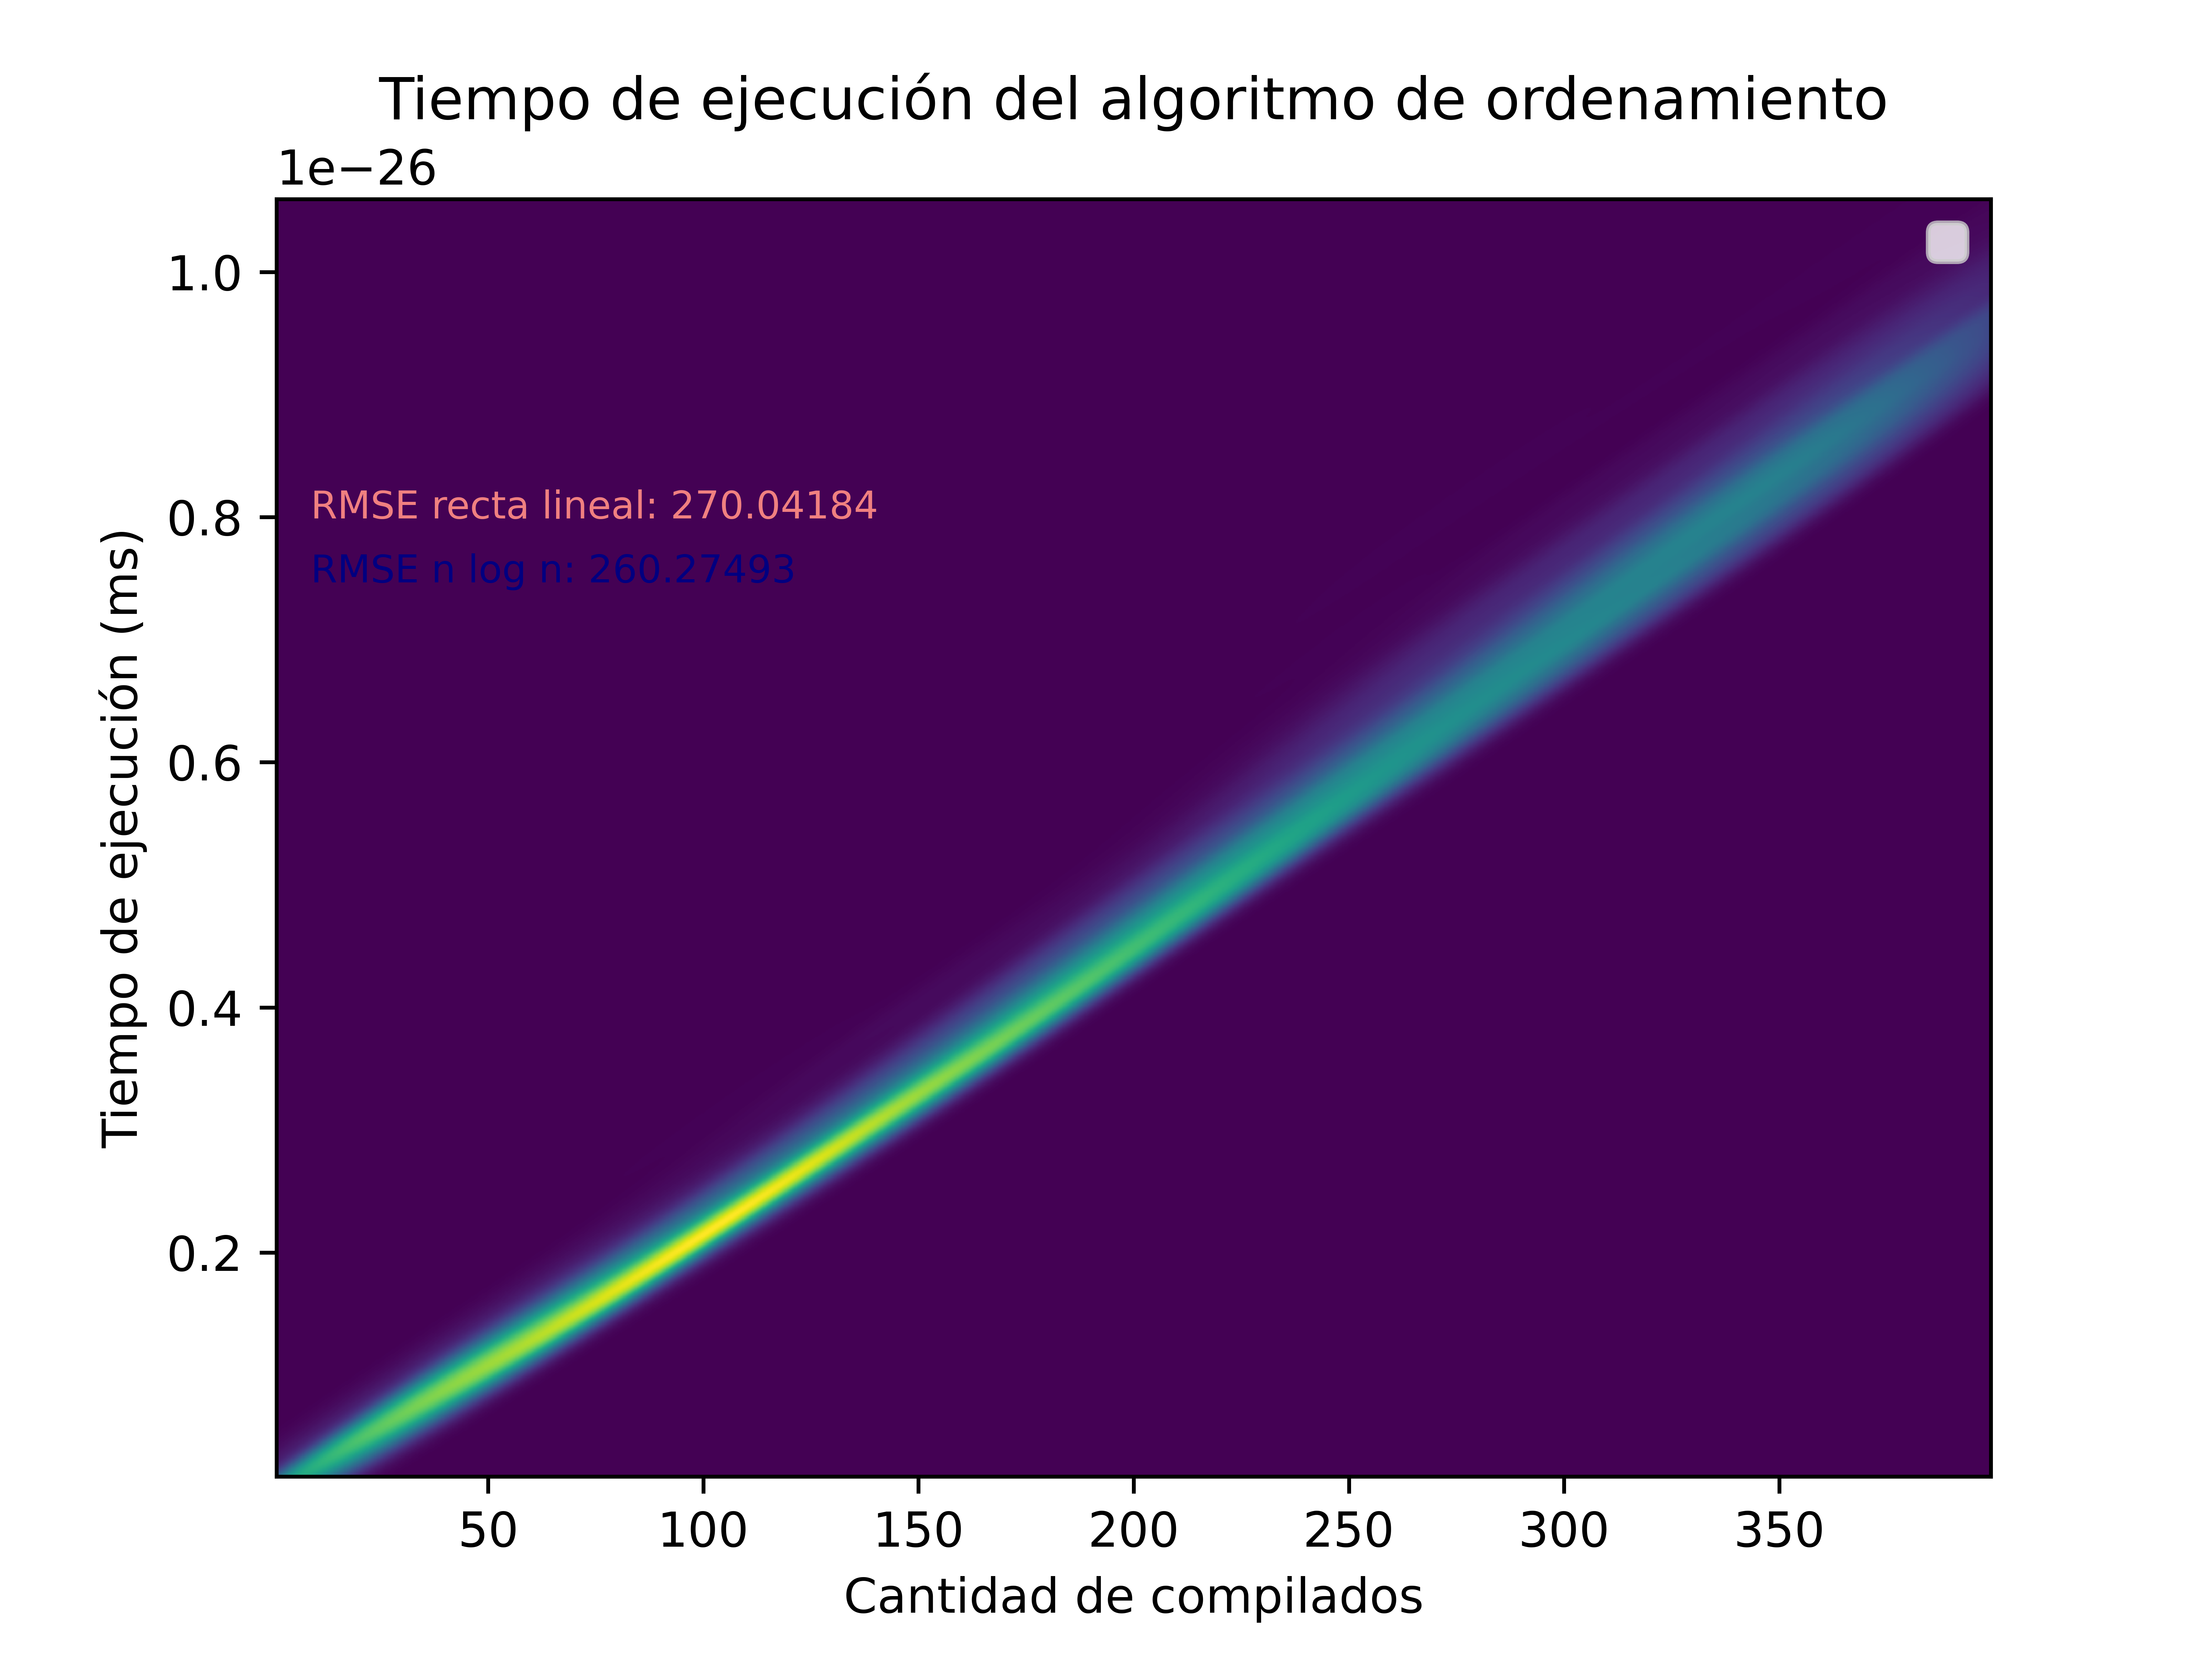 Tiempo de ejecución del algoritmo de ordenamiento
1e−26
1.0
0.8
0.6
0.4
0.2
Tiempo de ejecución (ms)
RMSE recta lineal: 270.04184
RMSE n log n: 260.27493
50 100 150 200 250 300 350
Cantidad de compilados